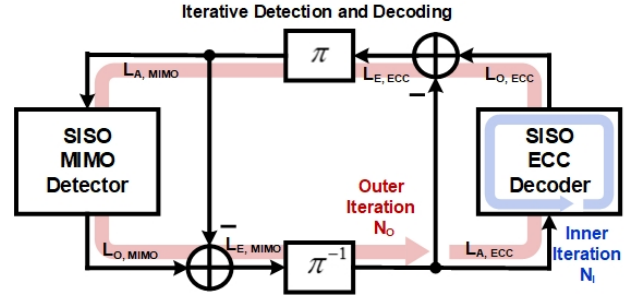 Iterative Detection and Decoding
π
L_A, MIMO
L_E, ECC
L_O, ECC
SISO
MIMO
Detector
SISO
ECC
Decoder
Outer
Iteration
N_O
Inner
Iteration
N_I
L_O, MIMO
L_E, MIMO
π⁻¹
L_A, ECC